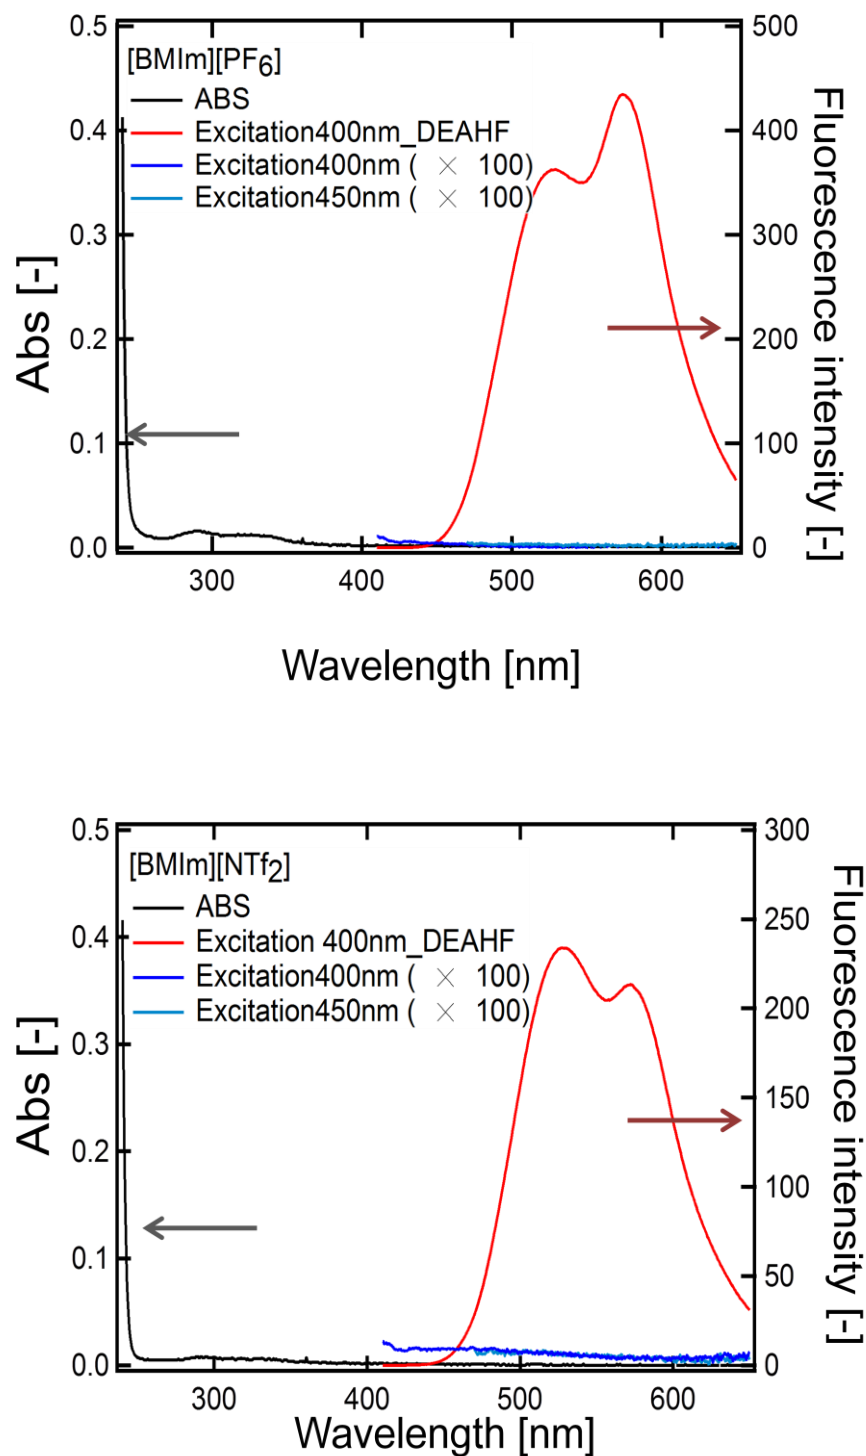 [BMIm][PF6]
ABS
Excitation400nm_DEAHF
Excitation400nm ( × 100)
Excitation450nm ( × 100)
Abs [-]
0.5
0.4
0.3
0.2
0.1
0.0
500
400
300
200
100
0
Fluorescence intensity [-]
300 400 500 600
Wavelength [nm]
[BMIm][NTf2]
ABS
Excitation 400nm_DEAHF
Excitation400nm ( × 100)
Excitation450nm ( × 100)
Abs [-]
0.5
0.4
0.3
0.2
0.1
0.0
300
250
200
150
100
50
0
Fluorescence intensity [-]
300 400 500 600
Wavelength [nm]